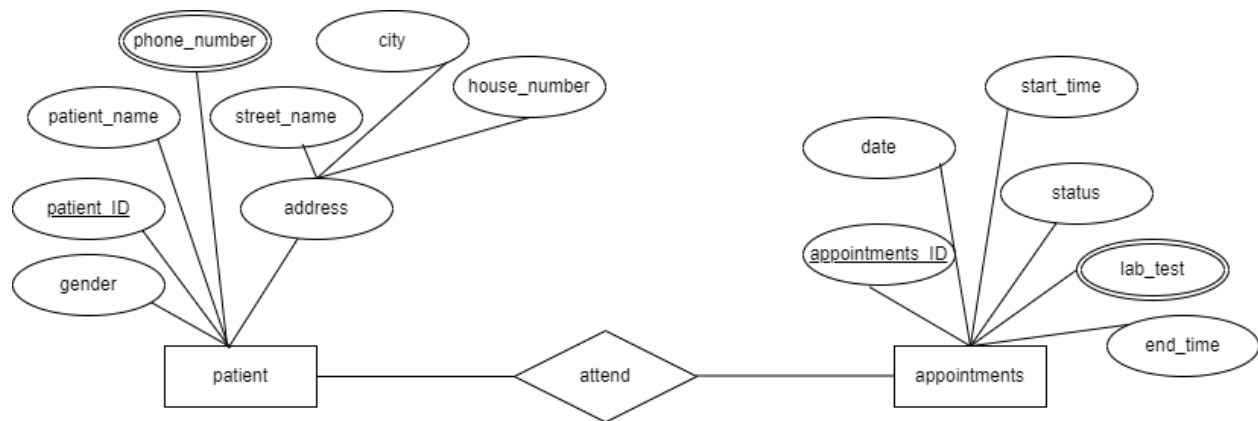 phone_number
city
house_number
patient_name
street_name
patient_ID
address
gender
patient
attend
start_time
date
status
appointments_ID
lab_test
end_time
appointments